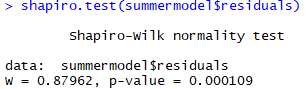 > shapiro.test(summermodel$residuals)
Shapiro-Wilk normality test
data:  summermodel$residuals
W = 0.87962, p-value = 0.000109